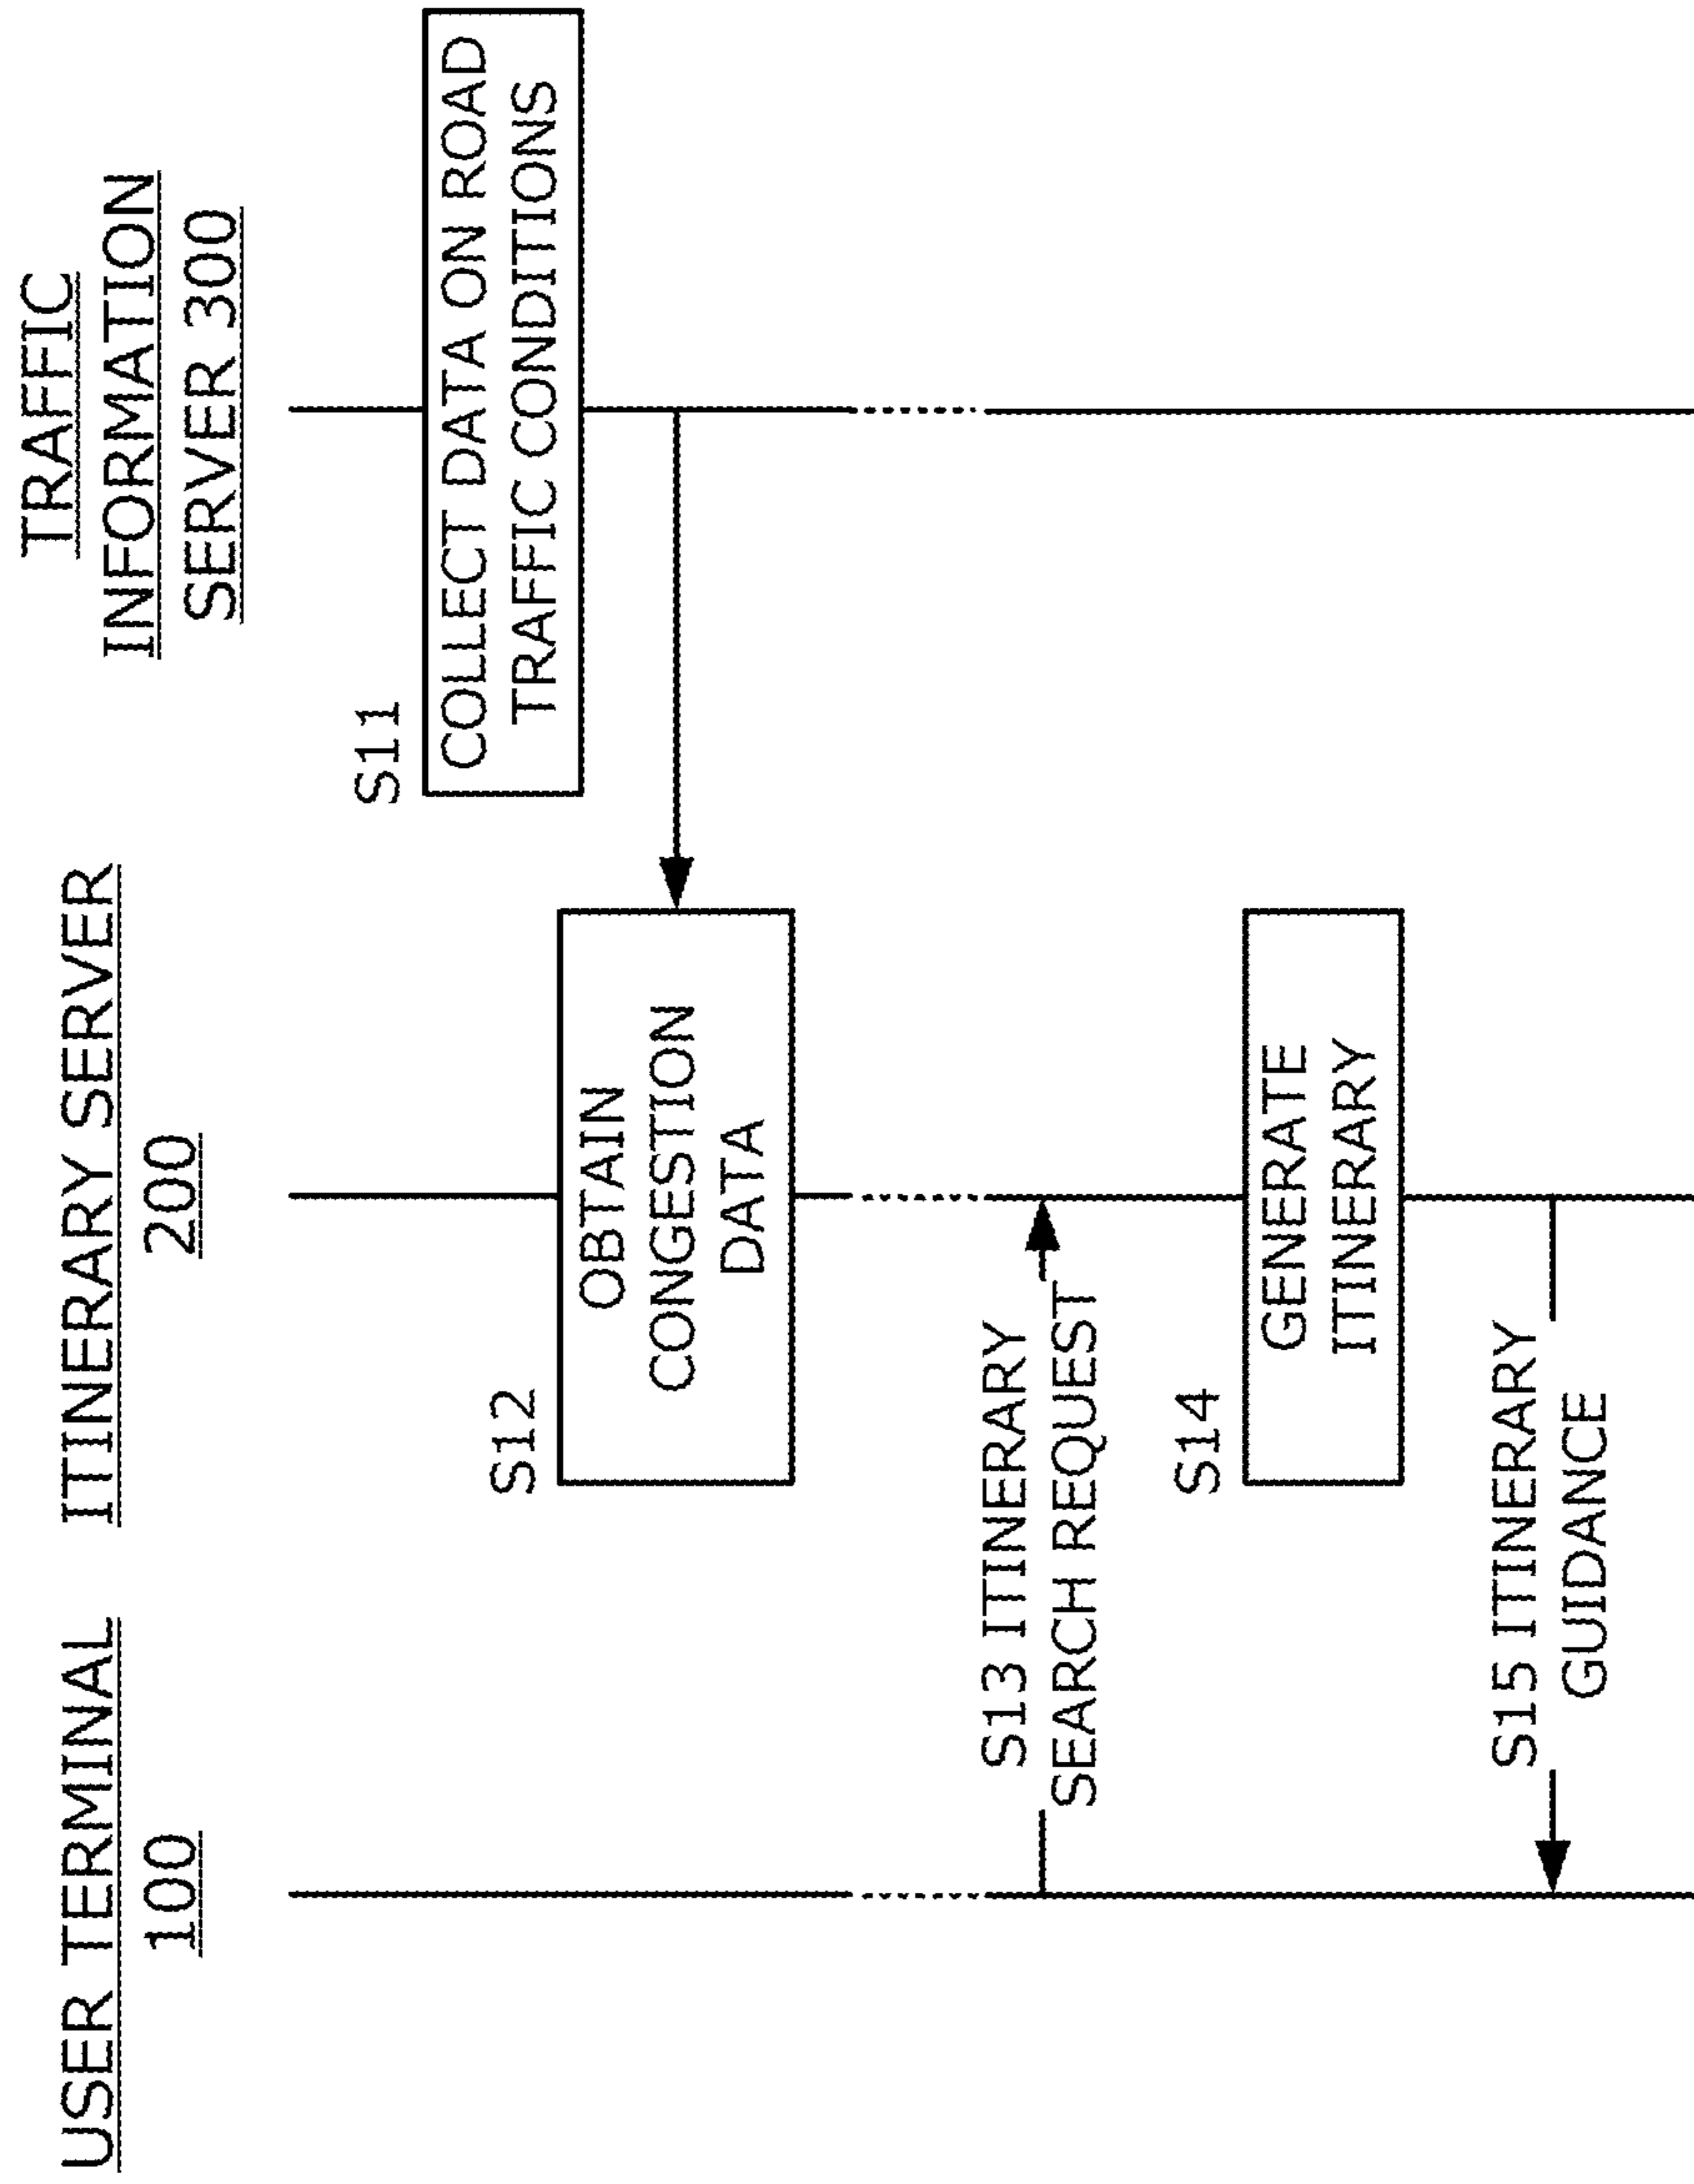 USER TERMINAL
100
ITINERARY SERVER
200
TRAFFIC
INFORMATION
SERVER 300
S11
COLLECT DATA ON ROAD
TRAFFIC CONDITIONS
S12
OBTAIN
CONGESTION
DATA
S13 ITINERARY
SEARCH REQUEST
S14
GENERATE
ITINERARY
S15 ITINERARY
GUIDANCE